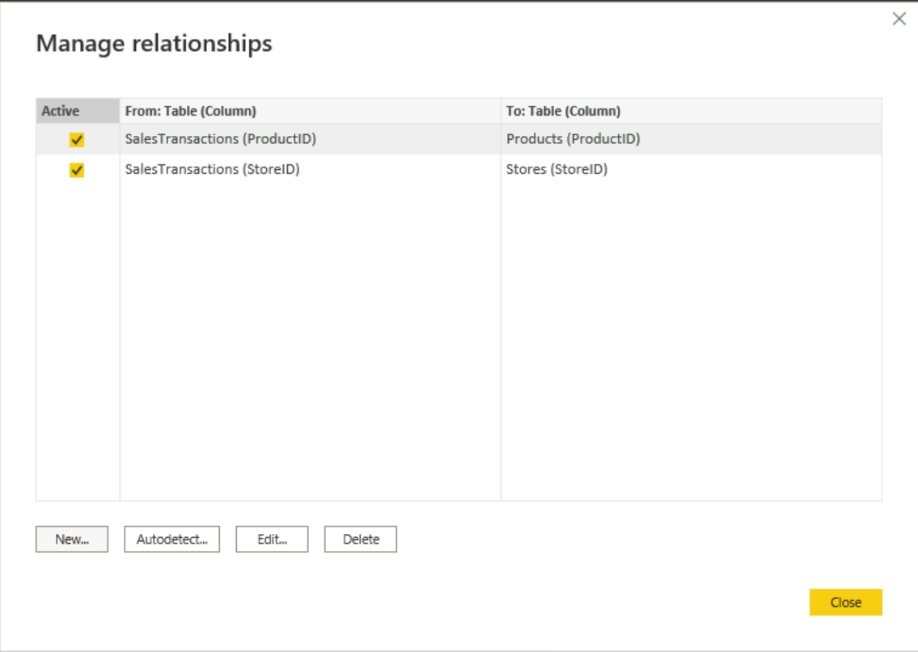 Manage relationships
Active From: Table (Column) To: Table (Column)
SalesTransactions (ProductID) Products (ProductID)
SalesTransactions (StoreID) Stores (StoreID)
New... Autodetect... Edit... Delete
Close